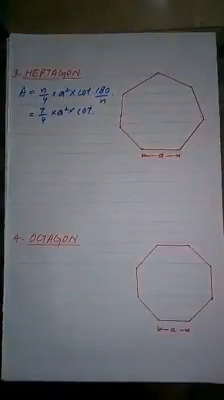 3- HEPTAGON
A = n/4 × a² × cot 180/n.
= 7/4 × a² × cot.
a
4- OCTAGON
a